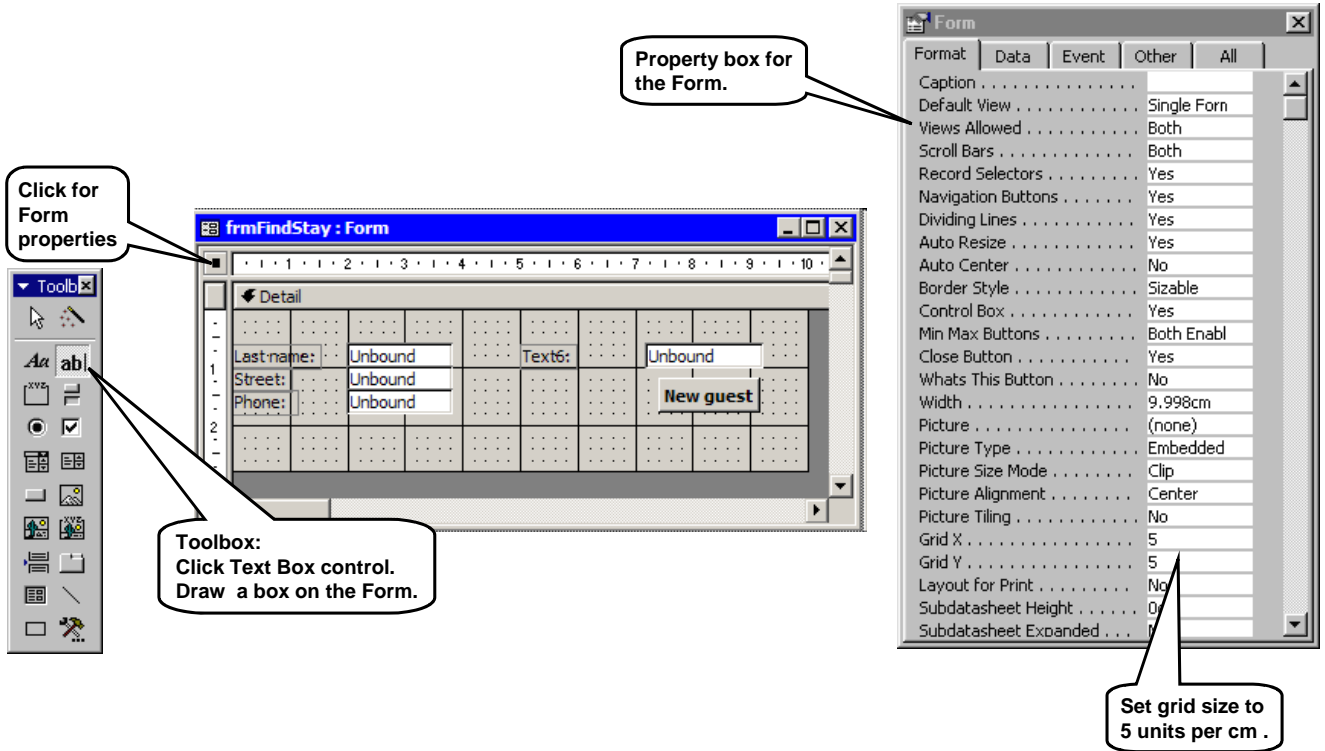 Form
Format Data Event Other All
Caption . . . . . . . . . . . . . . .
Default View . . . . . . . . . . . . Single Forn
Views Allowed . . . . . . . . . . . Both
Scroll Bars . . . . . . . . . . . . . Both
Record Selectors . . . . . . . . . Yes
Navigation Buttons . . . . . . . Yes
Dividing Lines . . . . . . . . . . . Yes
Auto Resize . . . . . . . . . . . . Yes
Auto Center . . . . . . . . . . . . No
Border Style . . . . . . . . . . . . Sizable
Control Box . . . . . . . . . . . . Yes
Min Max Buttons . . . . . . . . . Both Enabl
Close Button . . . . . . . . . . . . Yes
Whats This Button . . . . . . . . No
Width . . . . . . . . . . . . . . . . 9.998cm
Picture . . . . . . . . . . . . . . . (none)
Picture Type . . . . . . . . . . . . Embedded
Picture Size Mode . . . . . . . . Clip
Picture Alignment . . . . . . . . Center
Picture Tiling . . . . . . . . . . . . No
Grid X . . . . . . . . . . . . . . . . 5
Grid Y . . . . . . . . . . . . . . . . 5
Layout for Print . . . . . . . . . No
Subdatasheet Height . . . . . .
Subdatasheet Expanded . . .
Property box for
the Form.
Click for
Form
properties
frmFindStay : Form
1 2 3 4 5 6 7 8 9 10
Detail
1
2
Last name: Unbound Text6: Unbound
Street: Unbound
Phone: Unbound New guest
Toolb
Aa ab|
XYZ
Toolbox:
Click Text Box control.
Draw a box on the Form.
Set grid size to
5 units per cm .